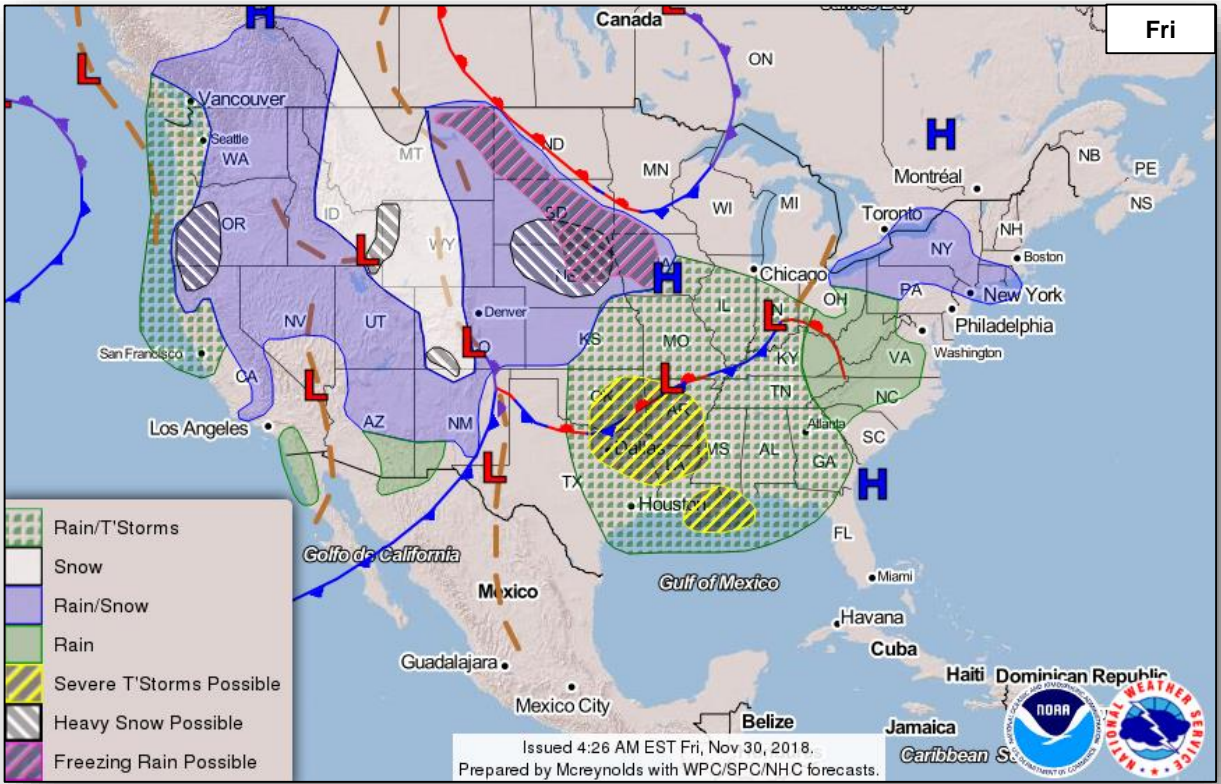 Fri
H
Canada
James Bay
L
L
ON
Vancouver
H
Seattle
WA
MT
ND
MN
NB
PE
Montréal
NS
ID
SD
WI
MI
Toronto
OR
WY
NY
NH
Boston
L
H
Chicago
PA
New York
NV
UT
Denver
IL
OH
Philadelphia
L
L
San Francisco
KS
MO
KY
VA
Washington
CA
L
L
TN
NC
Los Angeles
AZ
NM
OK
AR
Atlanta
SC
Dallas
LA
MS
AL
GA
L
TX
H
Houston
FL
Golfo de California
Gulf of Mexico
Miami
Mexico
Havana
Cuba
Guadalajara
Haiti
Dominican Republic
Mexico City
Belize
Jamaica
Caribbean
Rain/T'Storms
Snow
Rain/Snow
Rain
Severe T'Storms Possible
Heavy Snow Possible
Freezing Rain Possible
Issued 4:26 AM EST Fri, Nov 30, 2018.
Prepared by Mcreynolds with WPC/SPC/NHC forecasts.
NOAA
NATIONAL WEATHER SERVICE